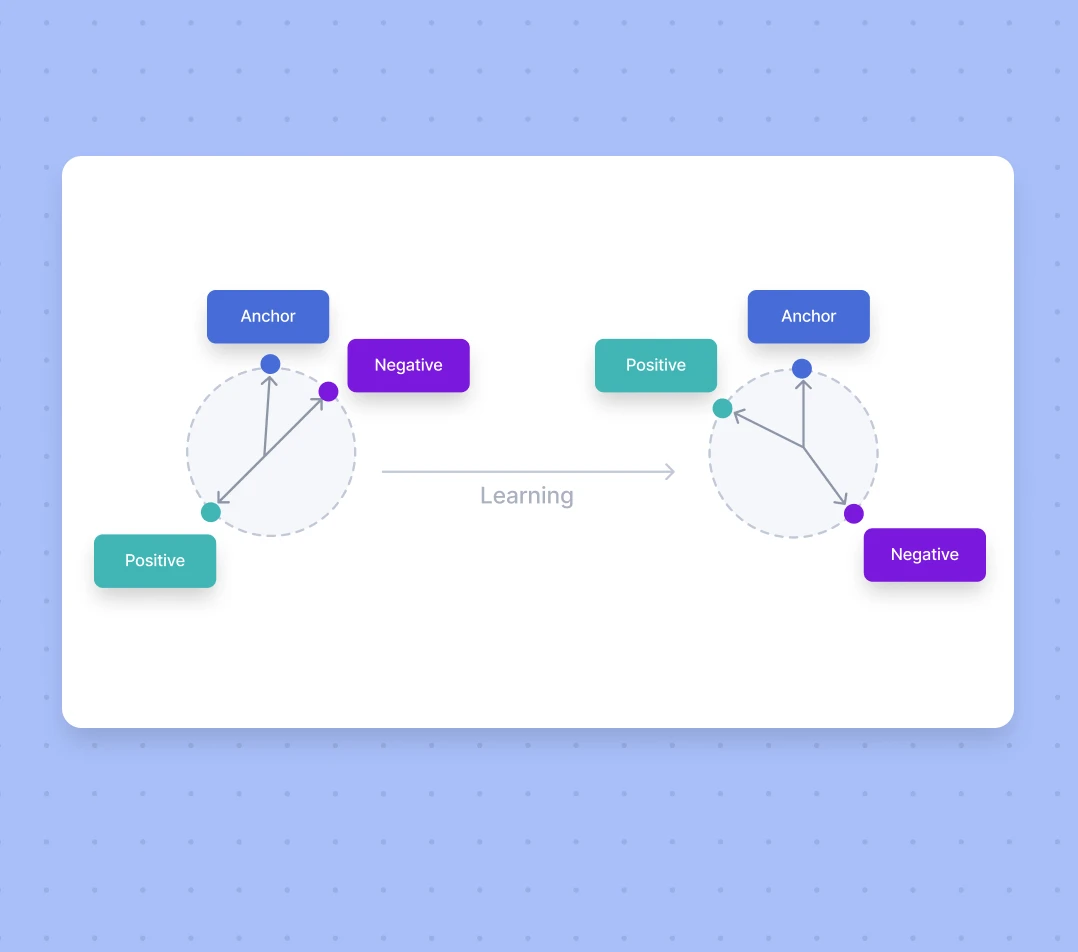 Anchor
Negative
Positive
Learning
Anchor
Positive
Negative